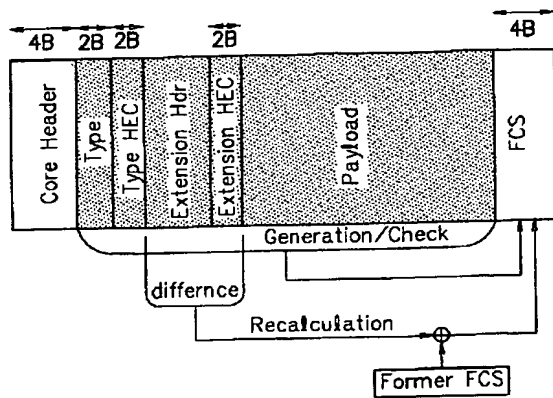 4B 2B 2B 2B 4B
Core Header
Type
Type HEC
Extension Hdr
Extension HEC
Payload
FCS
Generation/Check
differnce
Recalculation
Former FCS